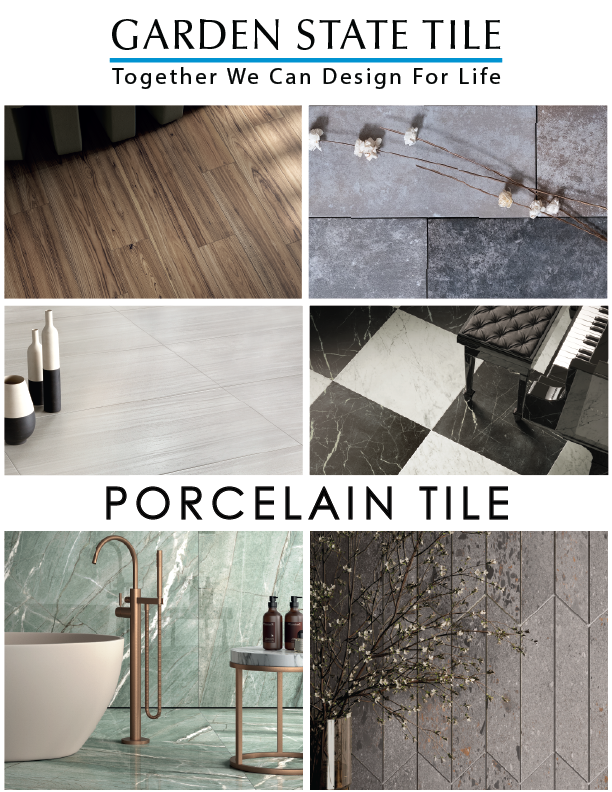 GARDEN STATE TILE
Together We Can Design For Life
PORCELAIN TILE